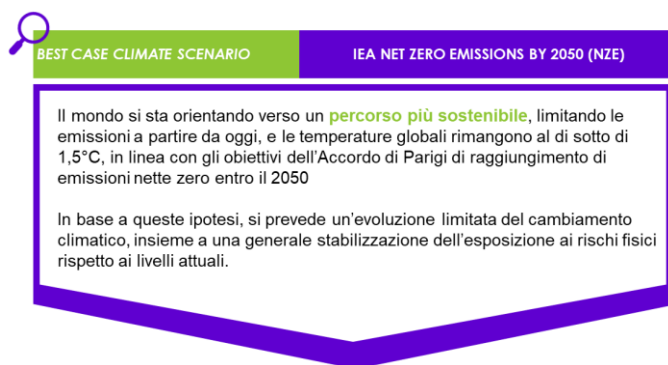 BEST CASE CLIMATE SCENARIO
IEA NET ZERO EMISSIONS BY 2050 (NZE)
Il mondo si sta orientando verso un percorso più sostenibile, limitando le
emissioni a partire da oggi, e le temperature globali rimangono al di sotto di
1,5°C, in linea con gli obiettivi dell'Accordo di Parigi di raggiungimento di
emissioni nette zero entro il 2050
In base a queste ipotesi, si prevede un'evoluzione limitata del cambiamento
climatico, insieme a una generale stabilizzazione dell'esposizione ai rischi fisici
rispetto ai livelli attuali.